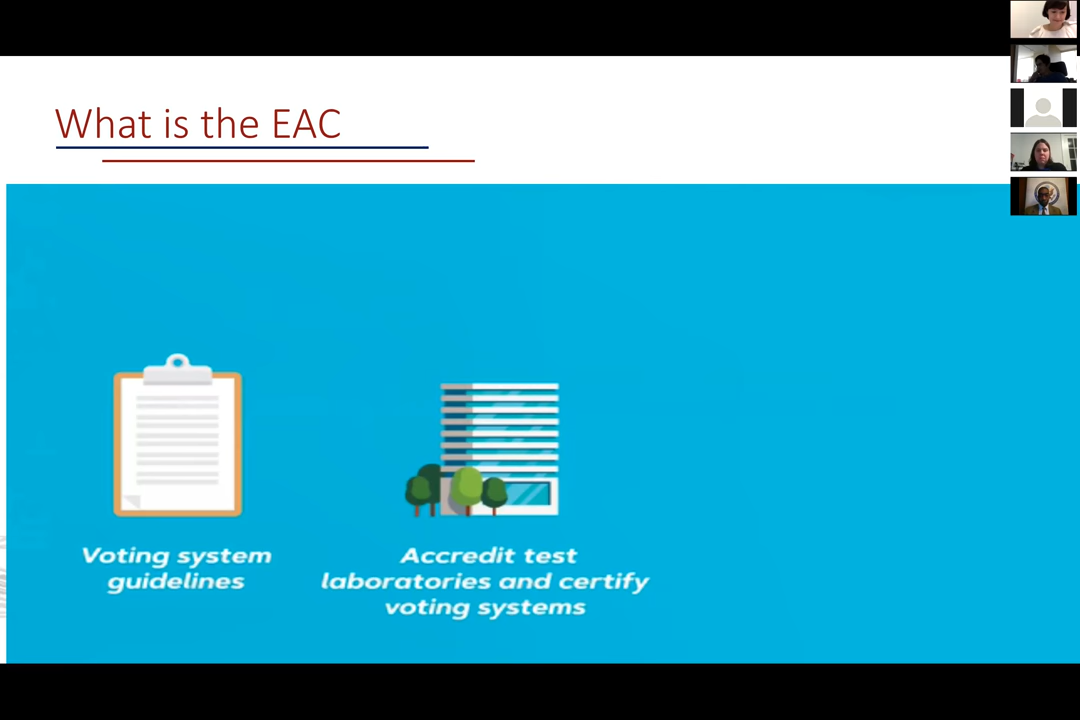 What is the EAC
Voting system
guidelines
Accredit test
laboratories and certify
voting systems